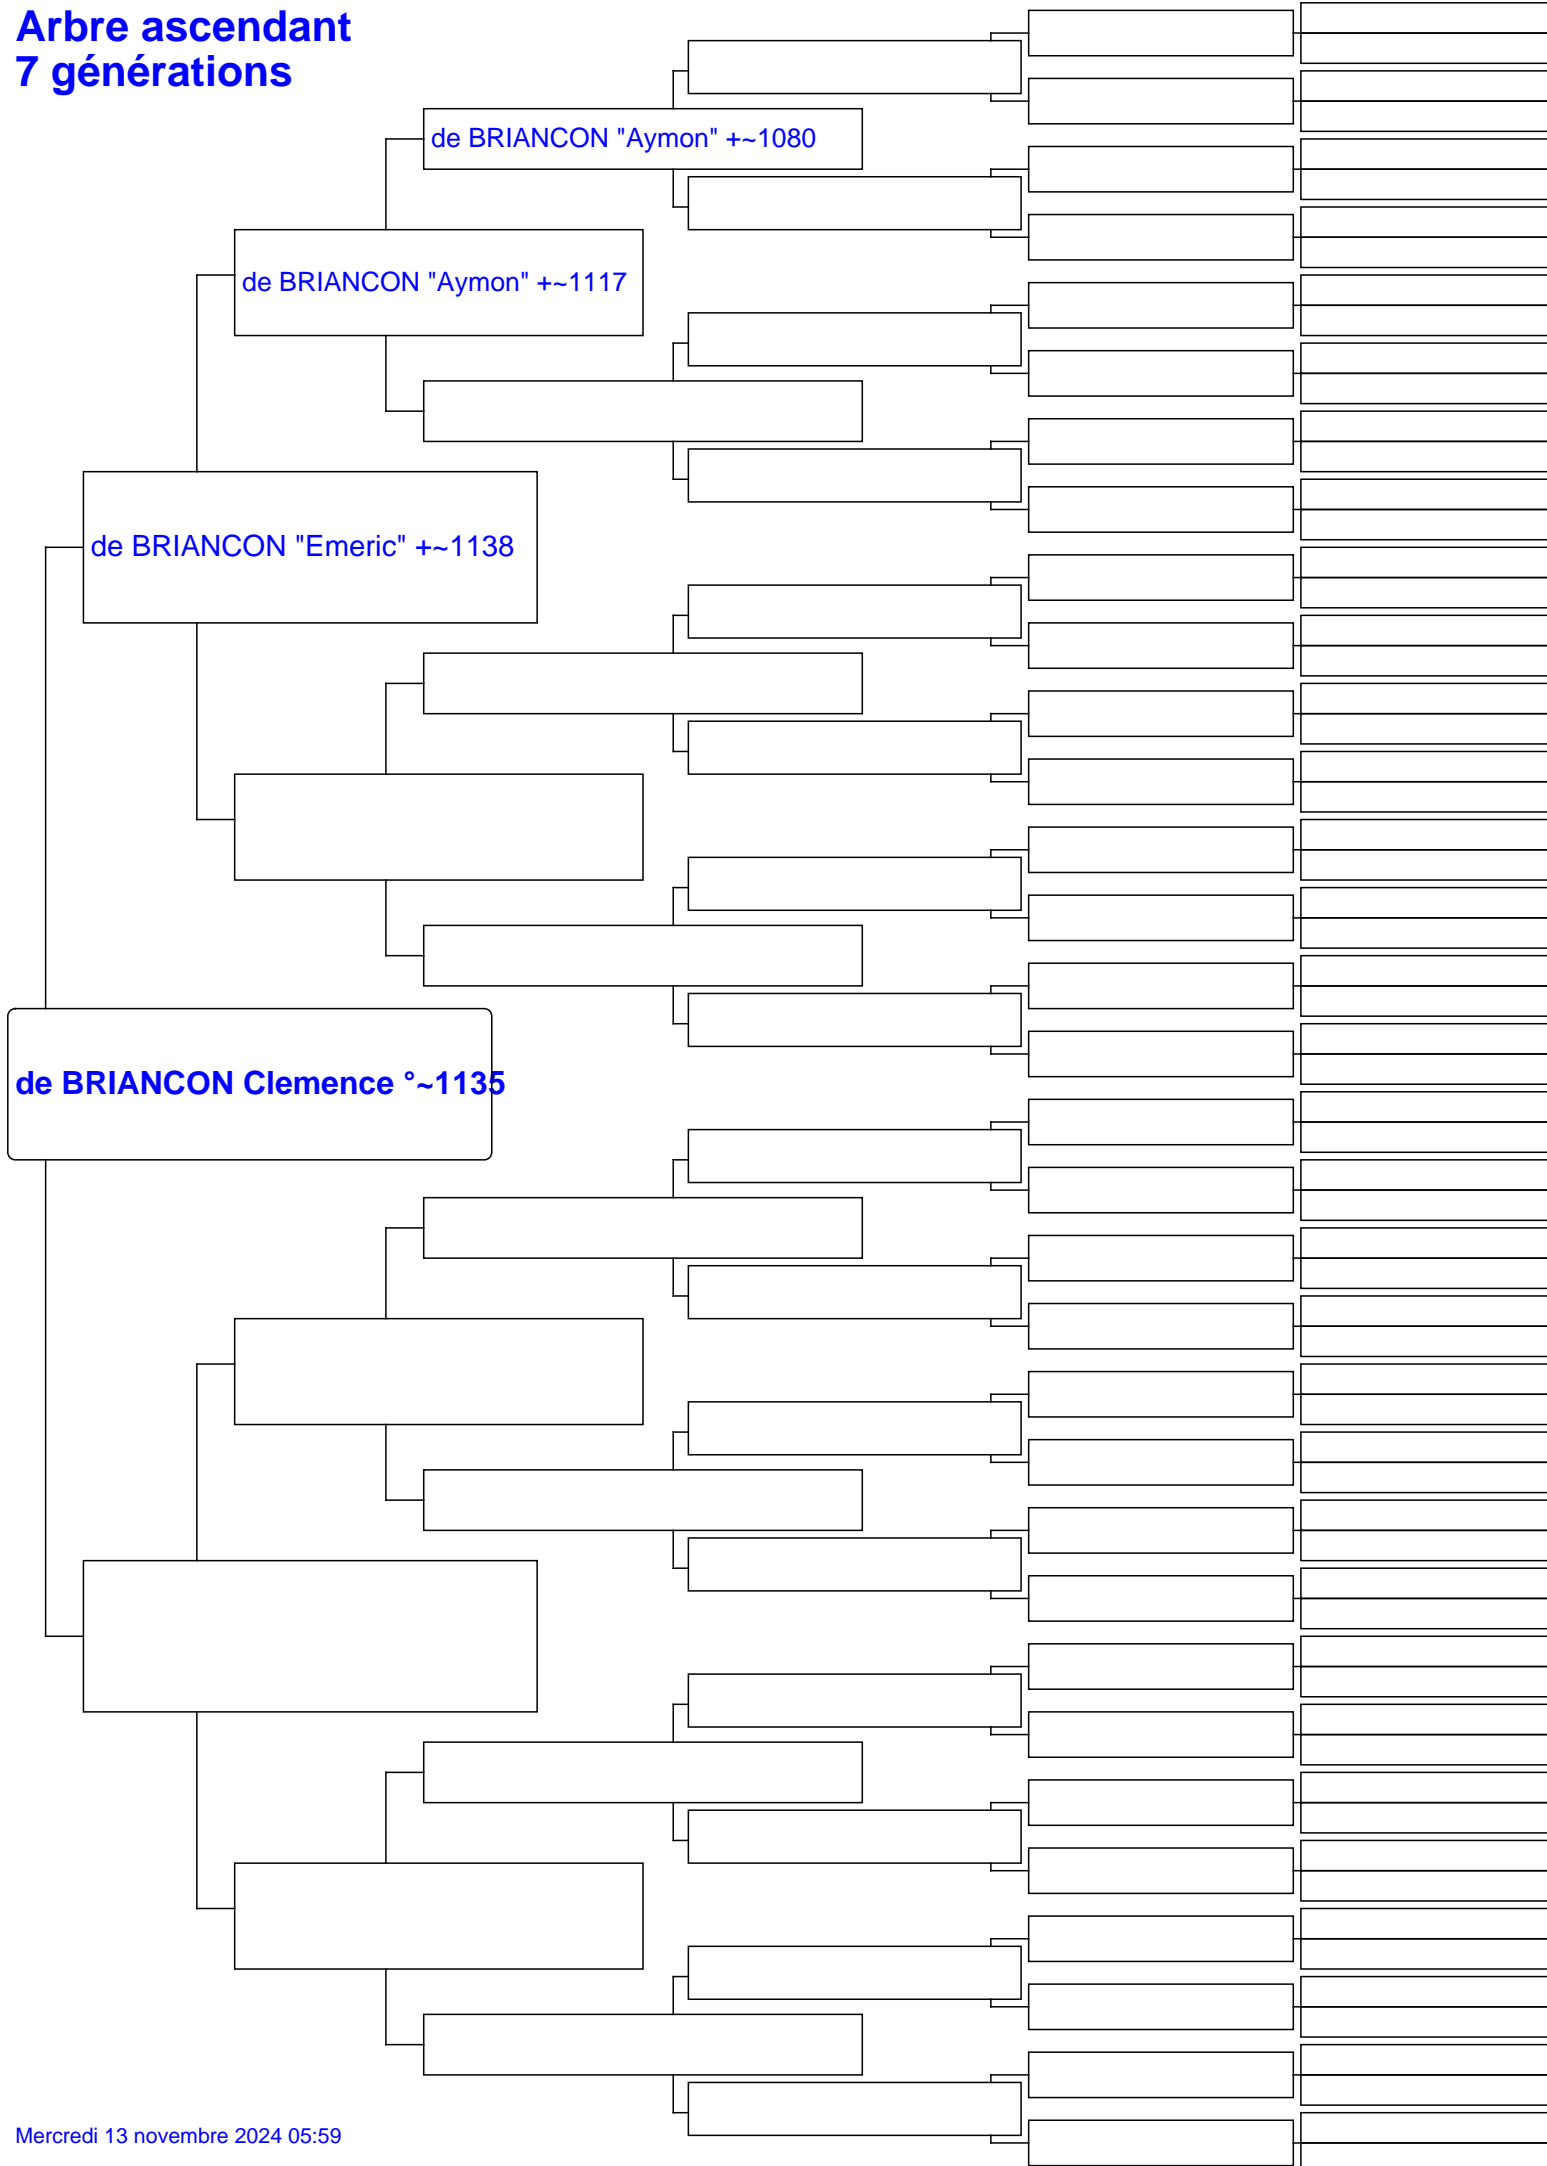 Arbre ascendant
7 générations
de BRIANCON "Aymon" +~1080
de BRIANCON "Aymon" +~1117
de BRIANCON "Emeric" +~1138
de BRIANCON Clemence °~1135
Mercredi 13 novembre 2024 05:59